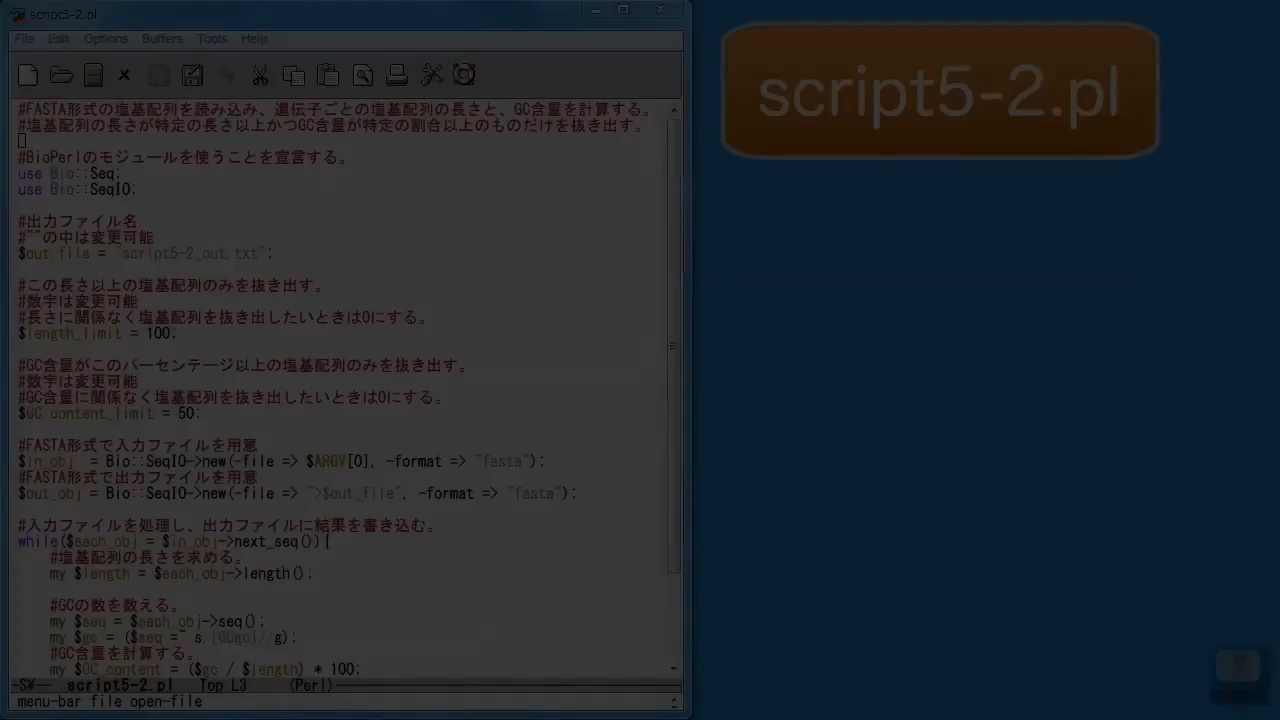 script5-2.pl
File Edit Options Buffers Tools Help
#FASTA形式の塩基配列を読み込み、遺伝子ごとの塩基配列の長さと、GC含量を計算する。
#塩基配列の長さが特定の長さ以上かつGC含量が特定の割合以上のものだけを抜き出す。
#BioPerlのモジュールを使うことを宣言する。
use Bio::Seq;
use Bio::SeqIO;
#出力ファイル名
#""の中は変更可能
$out_file = "script5-2_out.txt";
#この長さ以上の塩基配列のみを抜き出す。
#数字は変更可能
#長さに関係なく塩基配列を抜き出したいときは0にする。
$length_limit = 100;
#GC含量がこのパーセンテージ以上の塩基配列のみを抜き出す。
#数字は変更可能
#GC含量に関係なく塩基配列を抜き出したいときは0にする。
$GC_content_limit = 50;
#FASTA形式で入力ファイルを用意
$in_obj  = Bio::SeqIO->new(-file => $ARGV[0], -format => "fasta");
#FASTA形式で出力ファイルを用意
$out_obj = Bio::SeqIO->new(-file => ">$out_file", -format => "fasta");
#入力ファイルを処理し、出力ファイルに結果を書き込む。
while($each_obj = $in_obj->next_seq()){
    #塩基配列の長さを求める。
    my $length = $each_obj->length();
    #GCの数を数える。
    my $seq = $each_obj->seq();
    my $gc = ($seq =~ s/[GCgc]//g);
    #GC含量を計算する。
    my $GC_content = ($gc / $length) * 100;
-S\--  script5-2.pl   Top L3    (Perl)
menu-bar file open-file
script5-2.pl